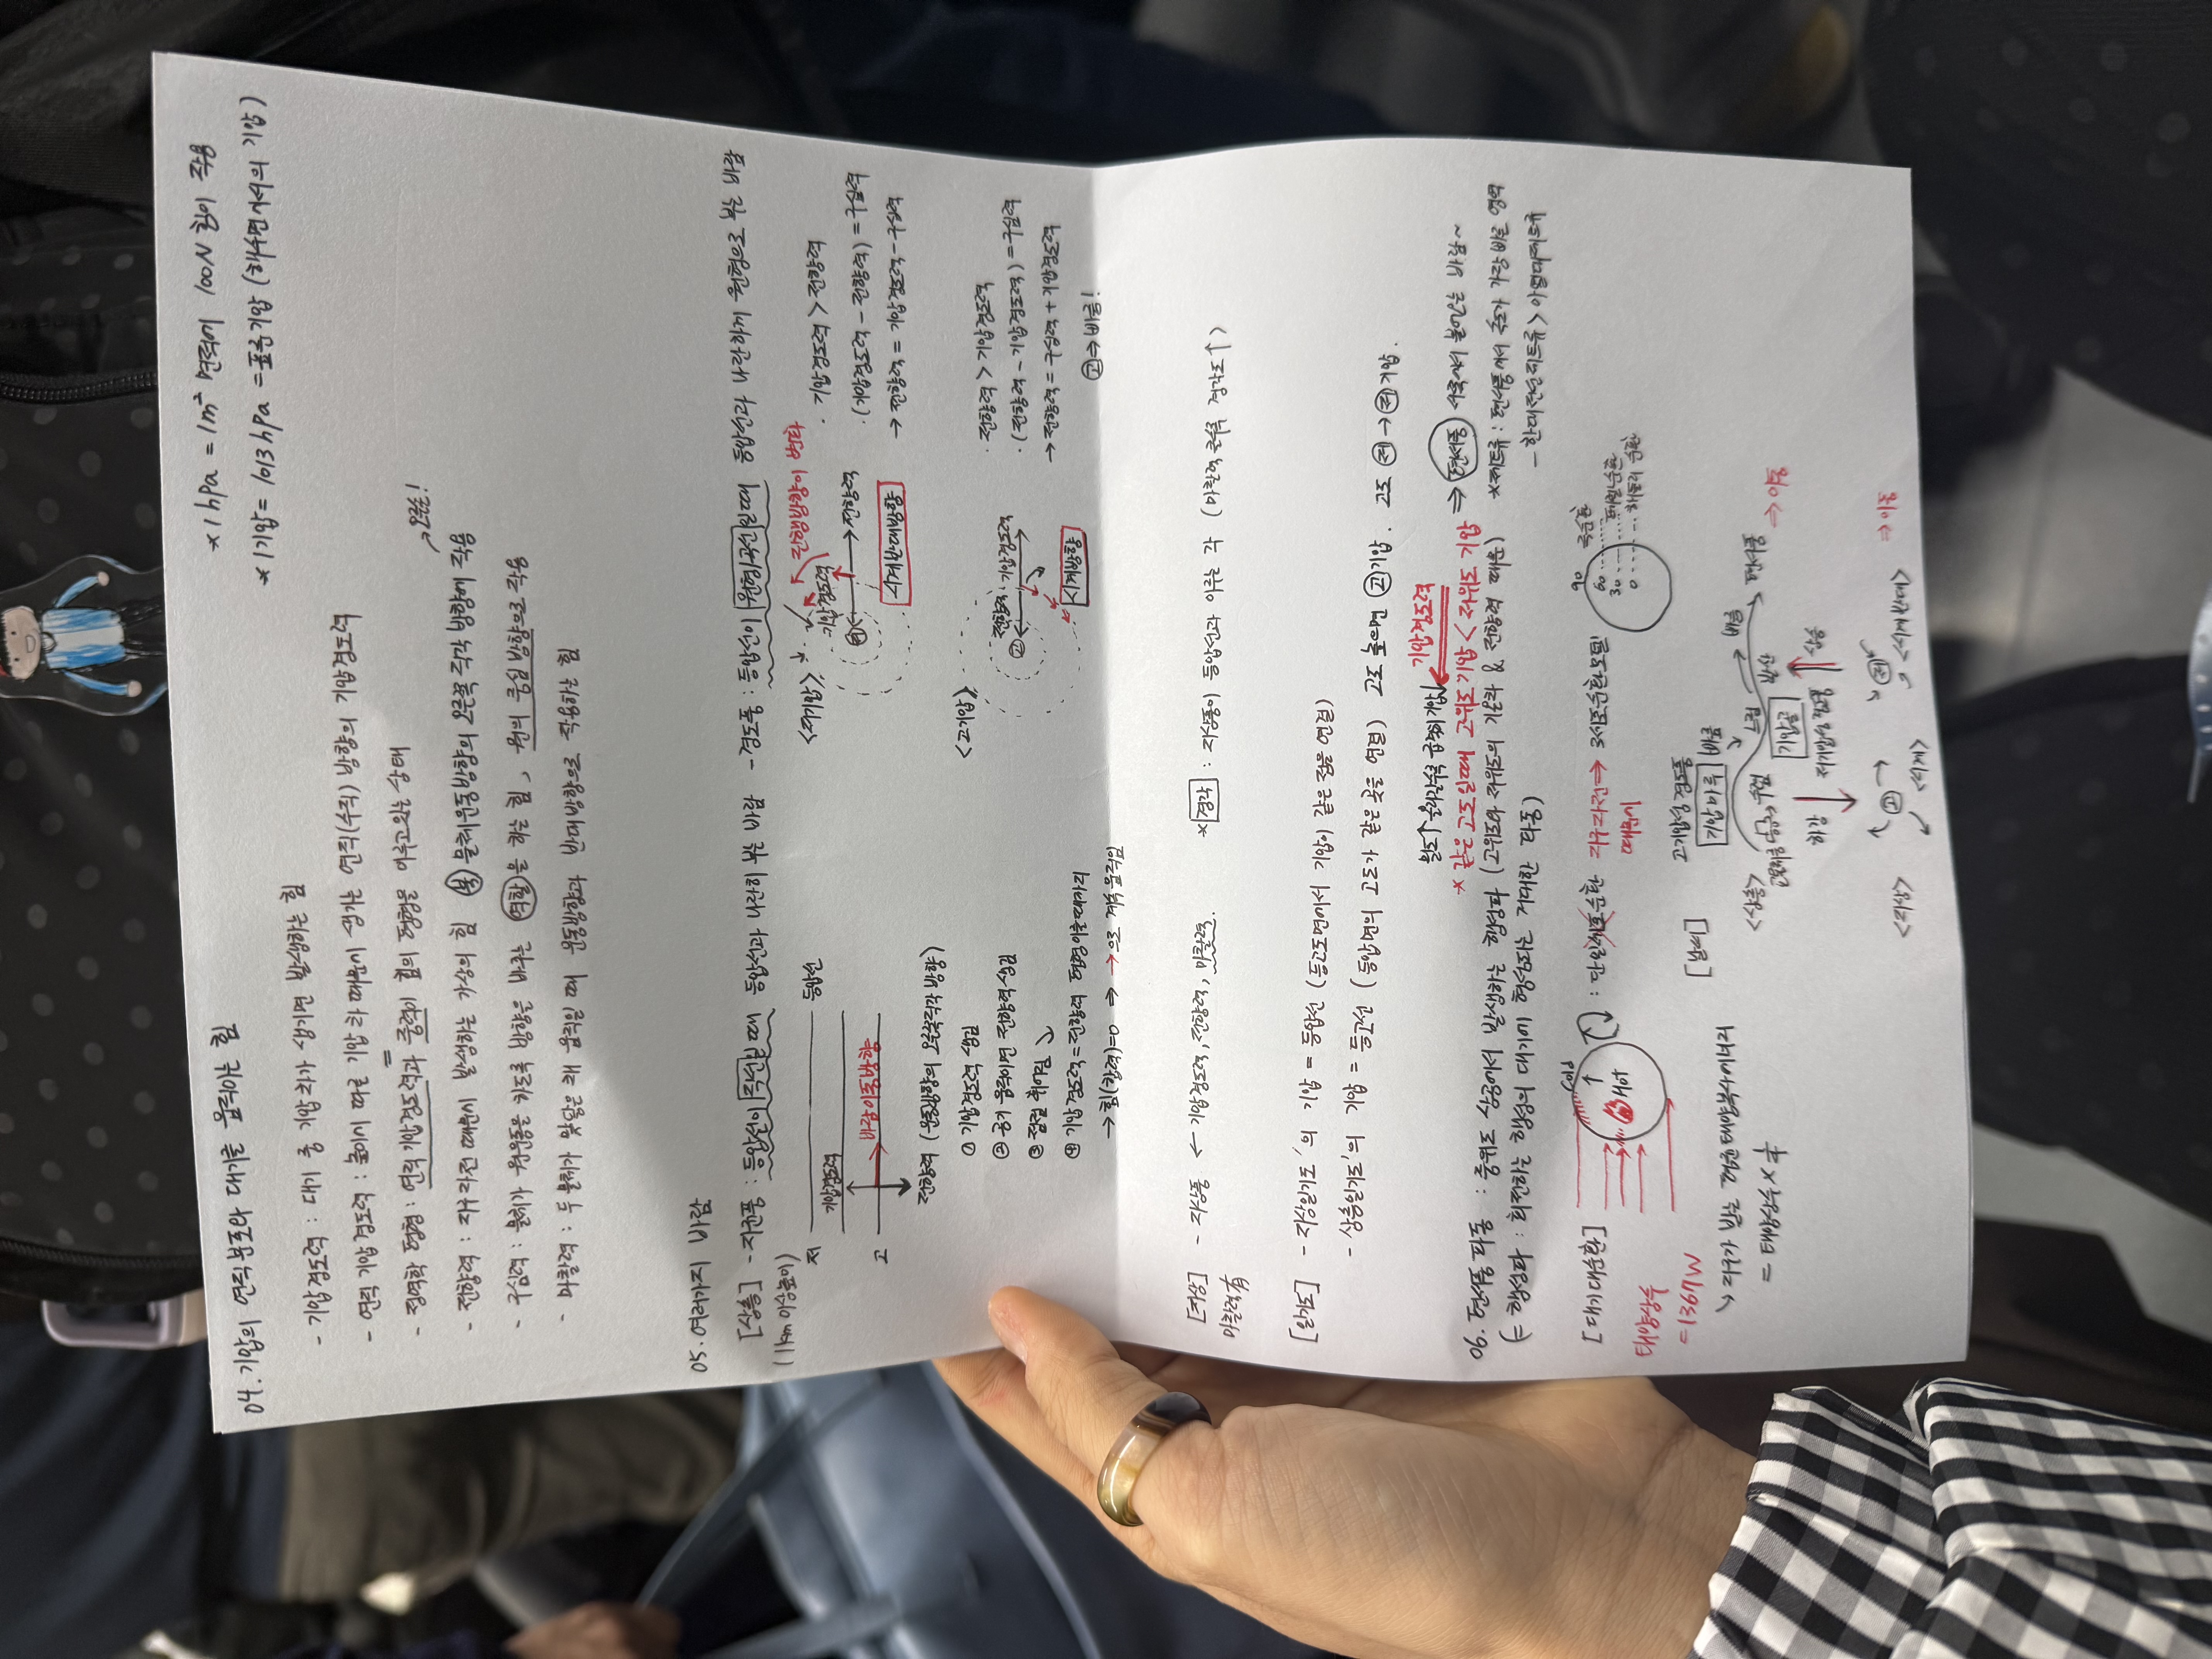 04. 기압의 연직분포와 대기를 움직이는 힘
*1hPa = 1m² 면적에 100N 힘이 작용
*1기압 = 1013hPa = 표준기압 (해수면에서의 기압)
- 기압경도력 : 대기 중 기압차가 생기면 발생하는 힘
- 연직 기압경도력 : 높이에 따른 기압차 때문에 생기는 연직(수직) 방향의 기압경도력
- 정역학 평형 : 연직 기압경도력과 중력이 힘의 평형을 이루고있는 상태
→오른손!
- 전향력 : 지구자전 때문에 발생하는 가상의 힘 북 물체운동방향의 오른쪽 직각 방향에 작용
- 구심력 : 물체가 원운동을 하도록 방향을 바꾸는 역할을 하는 힘, 원의 중심 방향으로 작용
- 마찰력 : 두 물체가 맞닿은 채 움직일 때 운동방향과 반대방향으로 작용하는 힘
05. 여러가지 바람
[상층] - 지균풍 : 등압선이 직선일 때 등압선과 나란히 부는 바람
(1km 이상높이)
저 등압선
기압경도력
고 바람이동방향
전향력 (운동방향의 오른쪽직각 방향)
① 기압경도력 생김
② 공기 움직이면 전향력 생김
③ 점점 휘어짐
④ 기압경도력=전향력 평형이룰때까지
→ 힘(합력)=0 ⇒ →으로 계속 움직임
- 경도풍 : 등압선이 원형/곡선일때 등압선과 나란하게 원형으로 부는 바람
<저기압> 진행방향이 변화
기압경도력
저 전향력
시계반대방향
· 기압경도력 > 전향력
· (기압경도력 - 전향력) = 구심력
→ 전향력 = 기압경도력 - 구심력
<고기압>
전향력 기압경도력
고
시계방향
· 전향력 > 기압경도력
· (전향력 - 기압경도력) = 구심력
→ 전향력 = 구심력 + 기압경도력
고 ⇒ 빠름!
[지상] - 지상풍 ← 기압경도력, 전향력, 마찰력.
마찰력 有
* 경각 : 지상풍이 등압선과 이루는 각 (마찰력 클수록 경각도↑)
[일기도] - 지상일기도'의 기압 = 등압선 (등고도면에서 기압이 같은 점을 연결)
- 상층일기도'의 기압 = 등고선 (등압면의 고도가 같은 곳을 연결) 고도 높으면 고기압. 고도 저 → 저기압.
올라갈수록 급격히 기압↓ 기압경도력
* 같은 고도일때 고위도 기압 < 저위도 기압 ⇒ 편서풍 서쪽에서 불어오는 바람~
06. 편서풍 파동 : 중위도 상공에서 발생하는 행성파 (고위도와 저위도의 기온차 & 전향력 때문)
(= 행성파 : 회전하는 행성의 대기에 형성되는 거대한 파동)
*제트류 : 편서풍에서 속도가 가장 빠른 영역
- 한대전선제트류 > 아열대제트류
[대기대순환] Cold
Hot : 단일세포순환 지구자전 ⇒ 3세포순환모델
때문에
90 극순환
60
30 페렐순환
0 해들리 순환
태양상수
= 1367W
↘ 지구가 받는 평균태양복사에너지
= 태양상수 × 1/4
[날씨]
고기압성 경도풍
기압마루 빠름
<상층> 수렴 느림 발산 빠름 편서풍 ⇒ 이동
기압골
저기압성 경도풍
하강 상승
<지상> 고 <시계> 저 <시계반대> ⇒ 이동